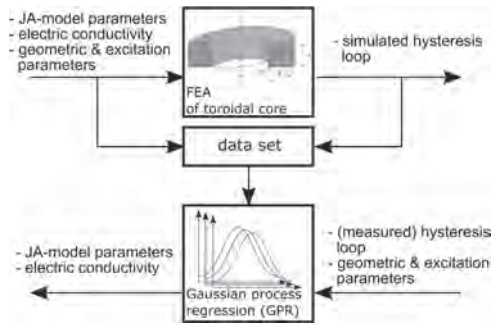 - JA-model parameters
- electric conductivity
- geometric & excitation
parameters
FEA
of toroidal core
- simulated hysteresis
loop
data set
- JA-model parameters
- electric conductivity
Gaussian process
regression (GPR)
- (measured) hysteresis
loop
- geometric & excitation
parameters